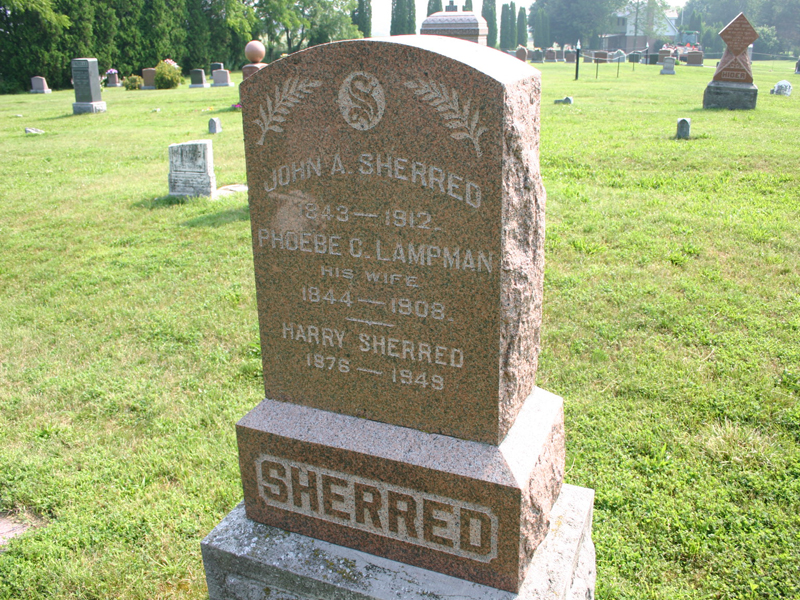 S
JOHN A. SHERRED
1843 — 1912.
PHOEBE C. LAMPMAN
HIS WIFE
1844 — 1908.
HARRY SHERRED
1876 — 1949
SHERRED